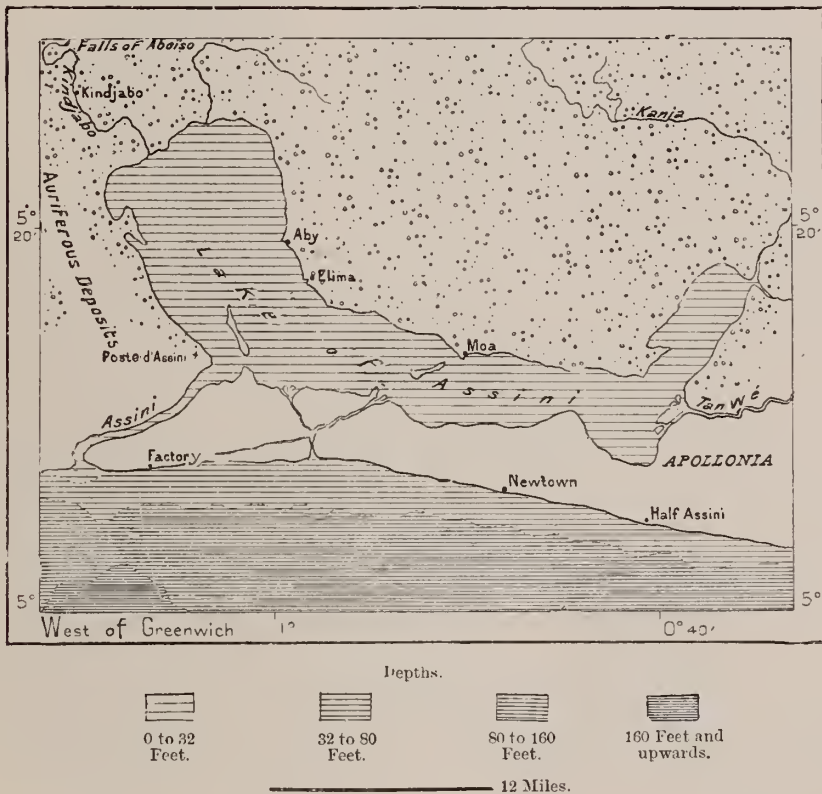 Falls of Aboiso
Kindjabo
Kindjabo
Kanja
Auriferous Deposits
5°
20'
5°
20'
Aby
Elima
Lake of Assini
Moa
Poste d'Assini
Assini
Tanwé
Factory
APOLLONIA
Newtown
Half Assini
5°
5°
West of Greenwich
1°
0° 40'
Depths.
0 to 32
Feet.
32 to 80
Feet.
80 to 160
Feet.
160 Feet and
upwards.
12 Miles.